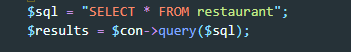 $sql = "SELECT * FROM restaurant";
$results = $con->query($sql);